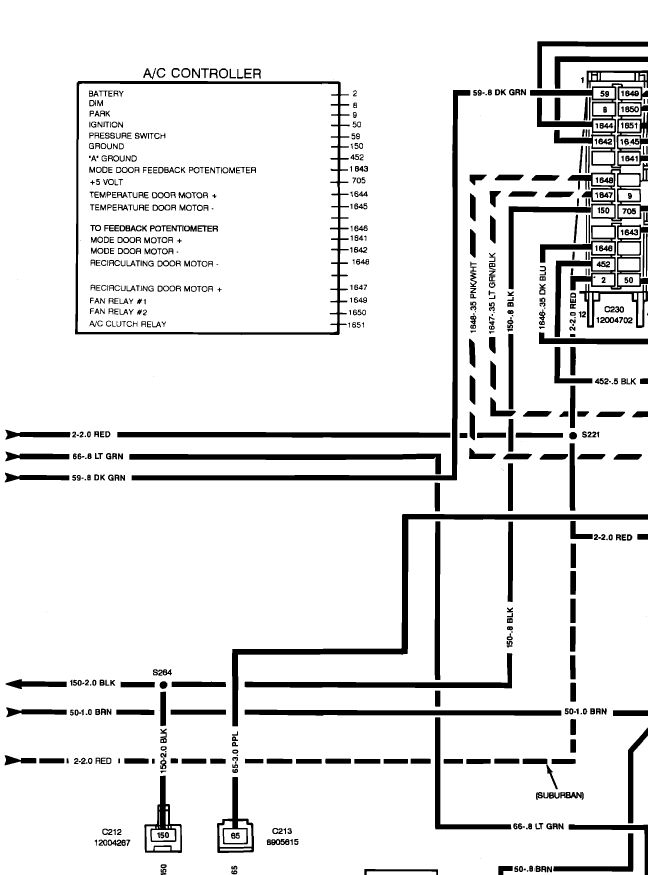 A/C CONTROLLER
BATTERY 2
DIM 8
PARK 9
IGNITION 50
PRESSURE SWITCH 59
GROUND 150
'A' GROUND 452
MODE DOOR FEEDBACK POTENTIOMETER 1643
+5 VOLT 705
TEMPERATURE DOOR MOTOR + 1644
TEMPERATURE DOOR MOTOR - 1645
TO FEEDBACK POTENTIOMETER 1646
MODE DOOR MOTOR + 1641
MODE DOOR MOTOR - 1642
RECIRCULATING DOOR MOTOR - 1648
RECIRCULATING DOOR MOTOR + 1647
FAN RELAY #1 1649
FAN RELAY #2 1650
A/C CLUTCH RELAY 1651
1
59-.8 DK GRN
59 1649
8 1650
1644 1651
1642 1645
1641
1648
1647 9
150 705
1643
1646
452
2 50
12
C230
12004702
1648-.35 PNK/WHT
1647-.35 LT GRN/BLK
150-.8 BLK
1646-.35 DK BLU
2-2.0 RED
452-.5 BLK
2-2.0 RED
S221
66-.8 LT GRN
59-.8 DK GRN
2-2.0 RED
150-.8 BLK
S264
150-2.0 BLK
50-1.0 BRN
50-1.0 BRN
2-2.0 RED
150-2.0 BLK
65-3.0 PPL
(SUBURBAN)
C212
12004267
150
65
C213
8905615
66-.8 LT GRN
150
65
50-.8 BRN